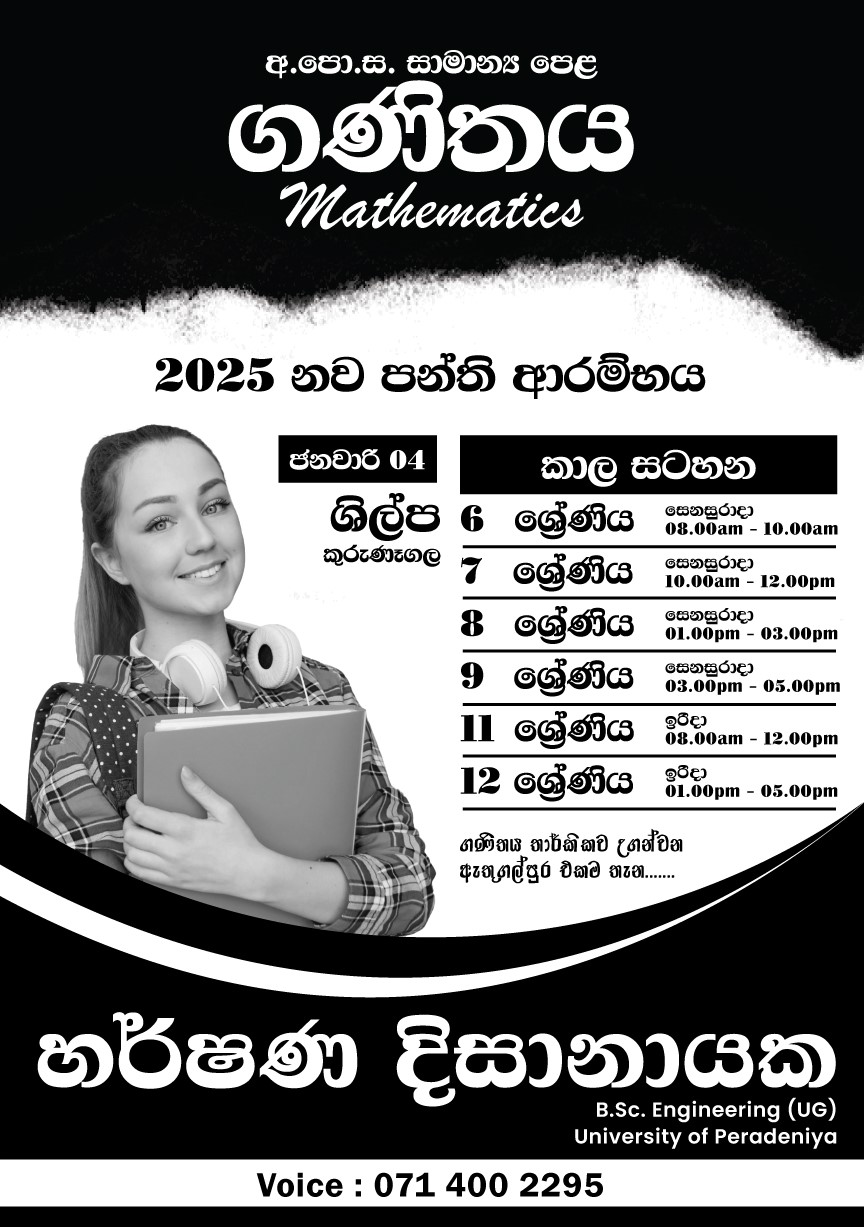 අ.පො.ස. සාමාන්‍ය පෙළ
ගණිතය
Mathematics
2025 නව පන්ති ආරම්භය
ජනවාරි 04
ශිල්ප
කුරුණෑගල
කාල සටහන
6 ශ්‍රේණිය සෙනසුරාදා 08.00am - 10.00am
7 ශ්‍රේණිය සෙනසුරාදා 10.00am - 12.00pm
8 ශ්‍රේණිය සෙනසුරාදා 01.00pm - 03.00pm
9 ශ්‍රේණිය සෙනසුරාදා 03.00pm - 05.00pm
11 ශ්‍රේණිය ඉරිදා 08.00am - 12.00pm
12 ශ්‍රේණිය ඉරිදා 01.00pm - 05.00pm
ගණිතය තාර්කිකව උගන්වන
ඇතුගල්පුර එකම තැන.......
හර්ෂණ දිසානායක
B.Sc. Engineering (UG)
University of Peradeniya
Voice : 071 400 2295